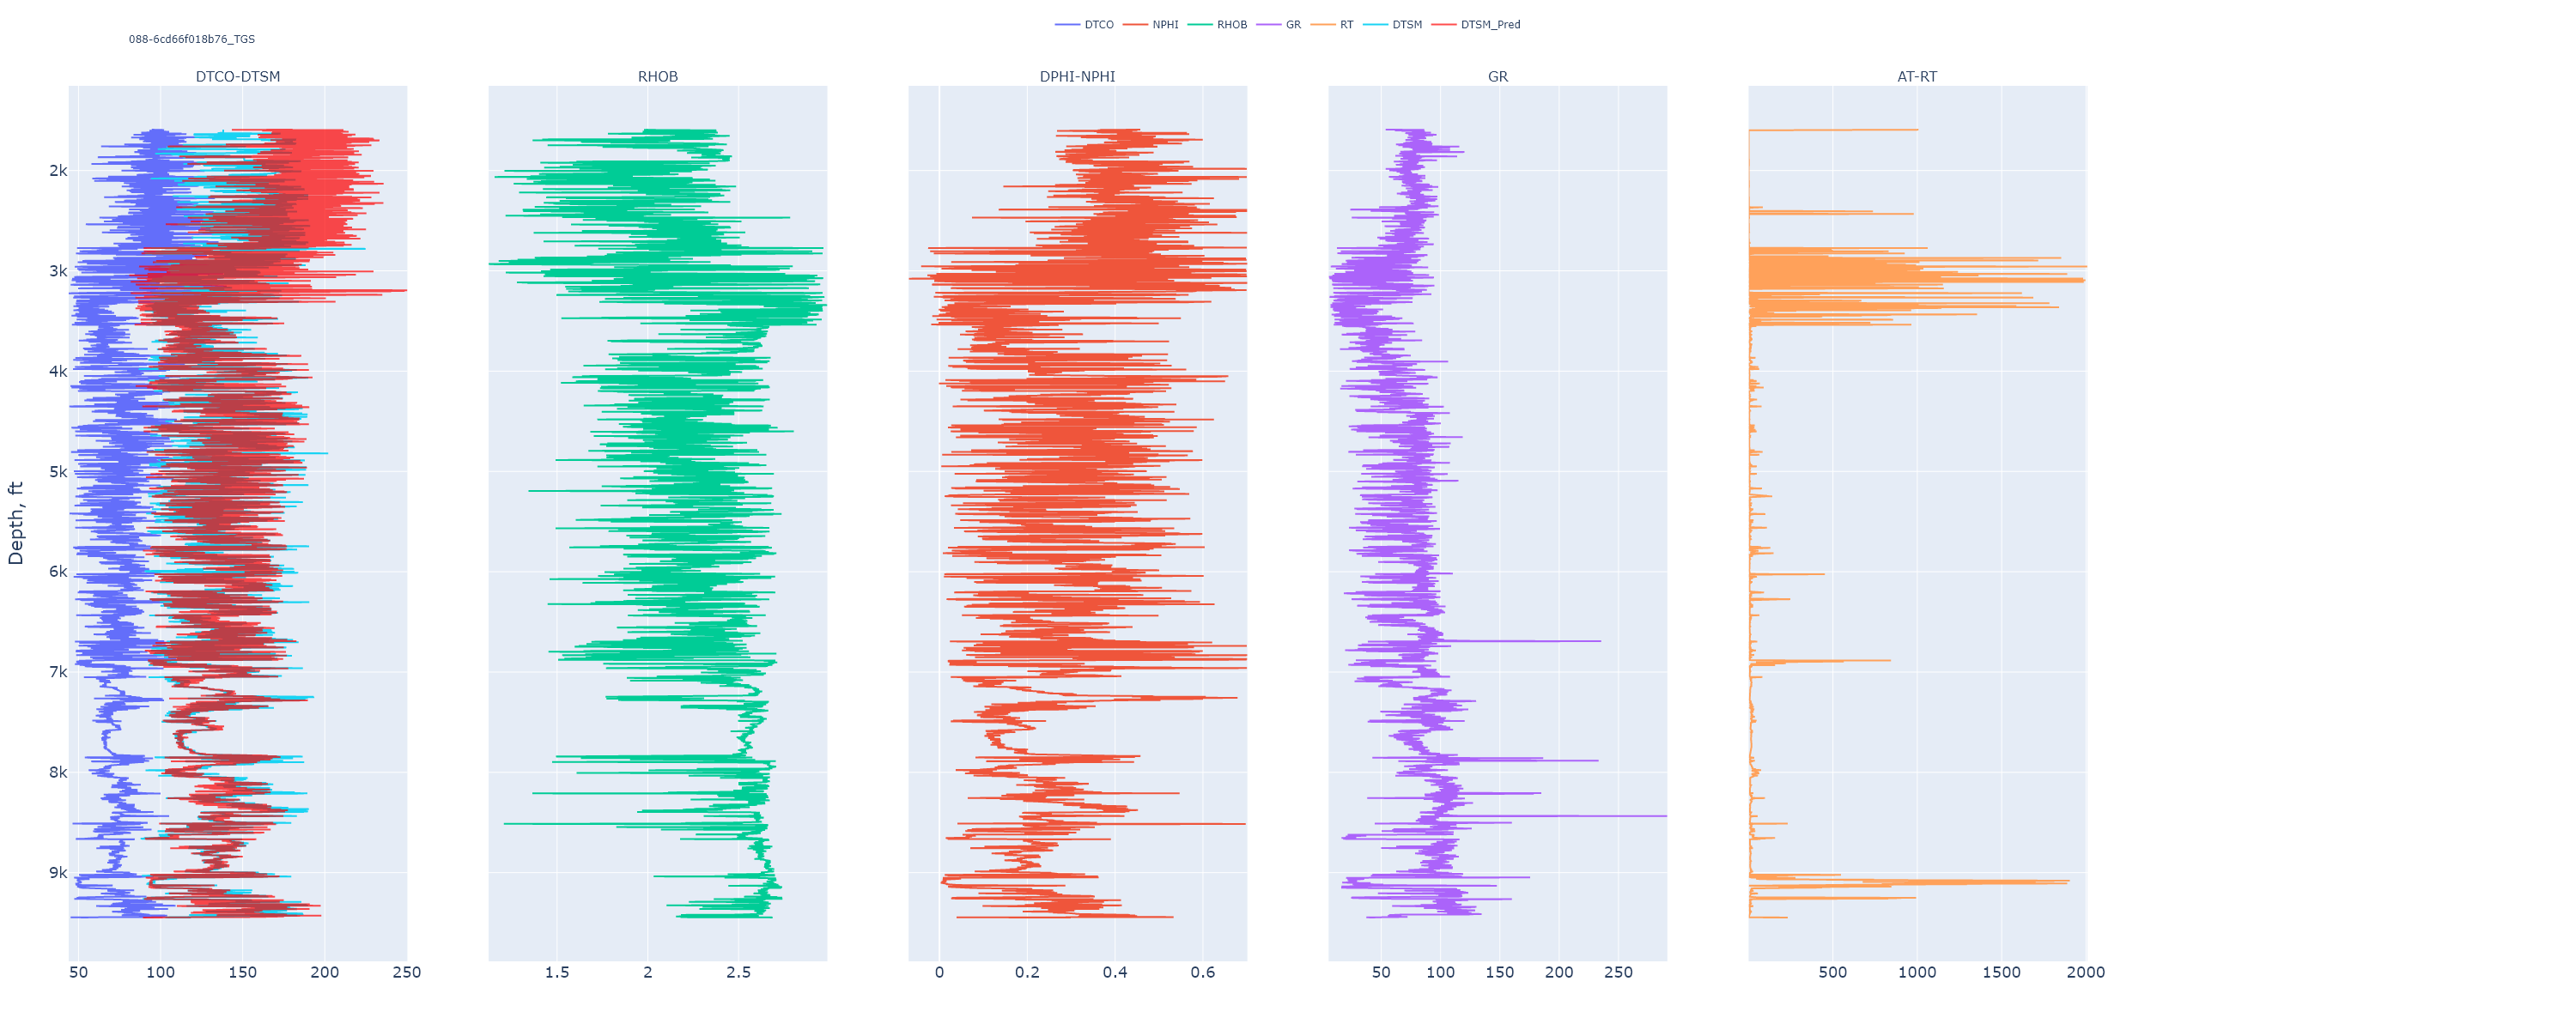 DTCO NPHI RHOB GR RT DTSM DTSM_Pred
088-6cd66f018b76_TGS
DTCO-DTSM RHOB DPHI-NPHI GR AT-RT
2k
3k
4k
5k
6k
7k
8k
9k
Depth, ft
50 100 150 200 250 1.5 2 2.5 0 0.2 0.4 0.6 50 100 150 200 250 500 1000 1500 2000